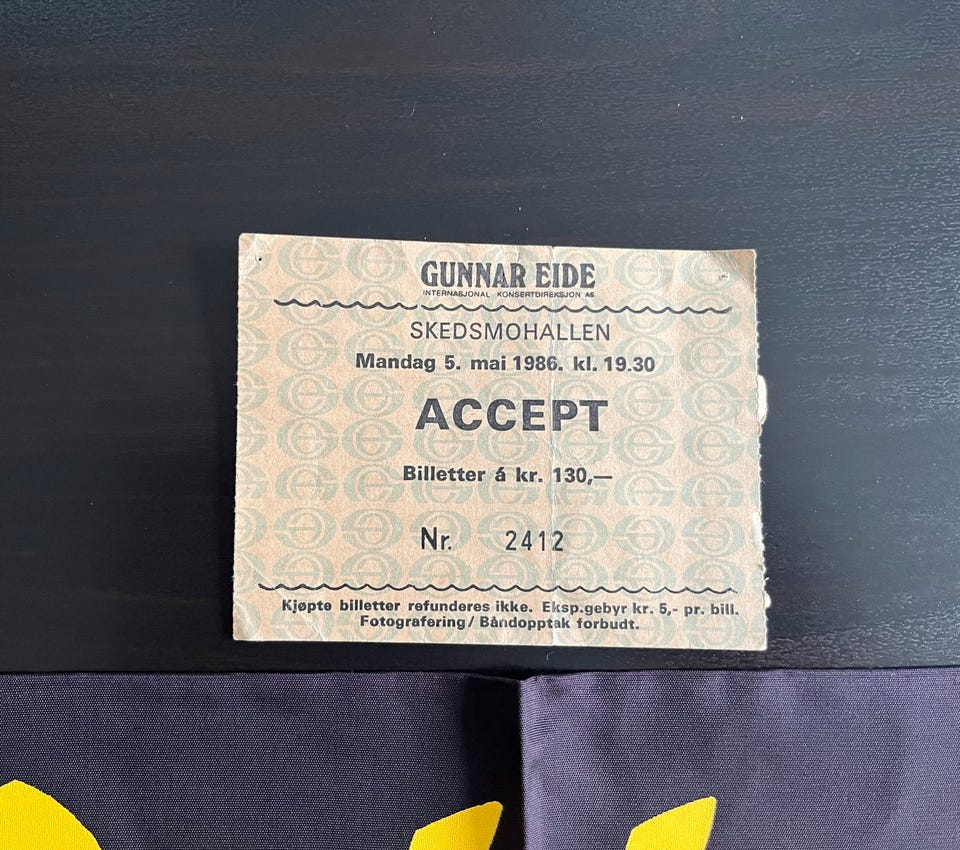 GUNNAR EIDE
INTERNASJONAL KONSERTDIREKSJON AS
SKEDSMOHALLEN
Mandag 5. mai 1986. kl. 19.30
ACCEPT
Billetter á kr. 130,—
Nr. 2412
Kjøpte billetter refunderes ikke. Eksp.gebyr kr. 5,- pr. bill.
Fotografering/Båndopptak forbudt.